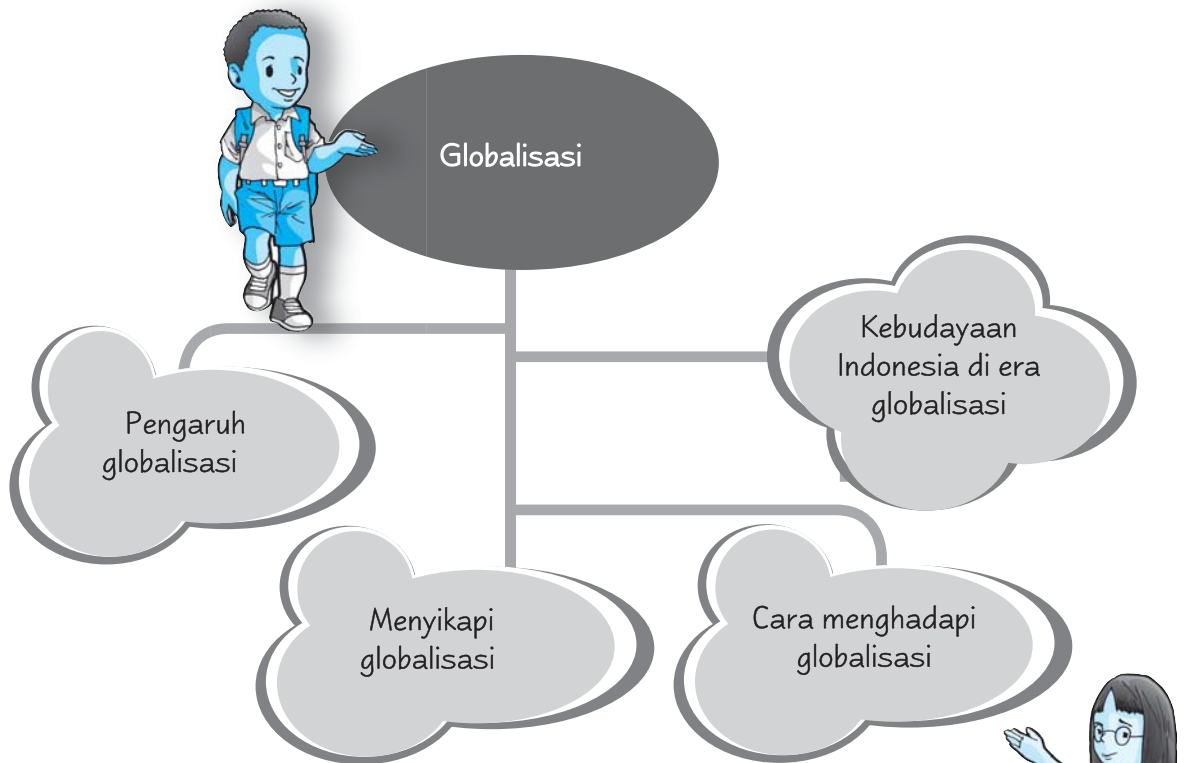 Globalisasi
Kebudayaan
Indonesia di era
globalisasi
Pengaruh
globalisasi
Menyikapi
globalisasi
Cara menghadapi
globalisasi